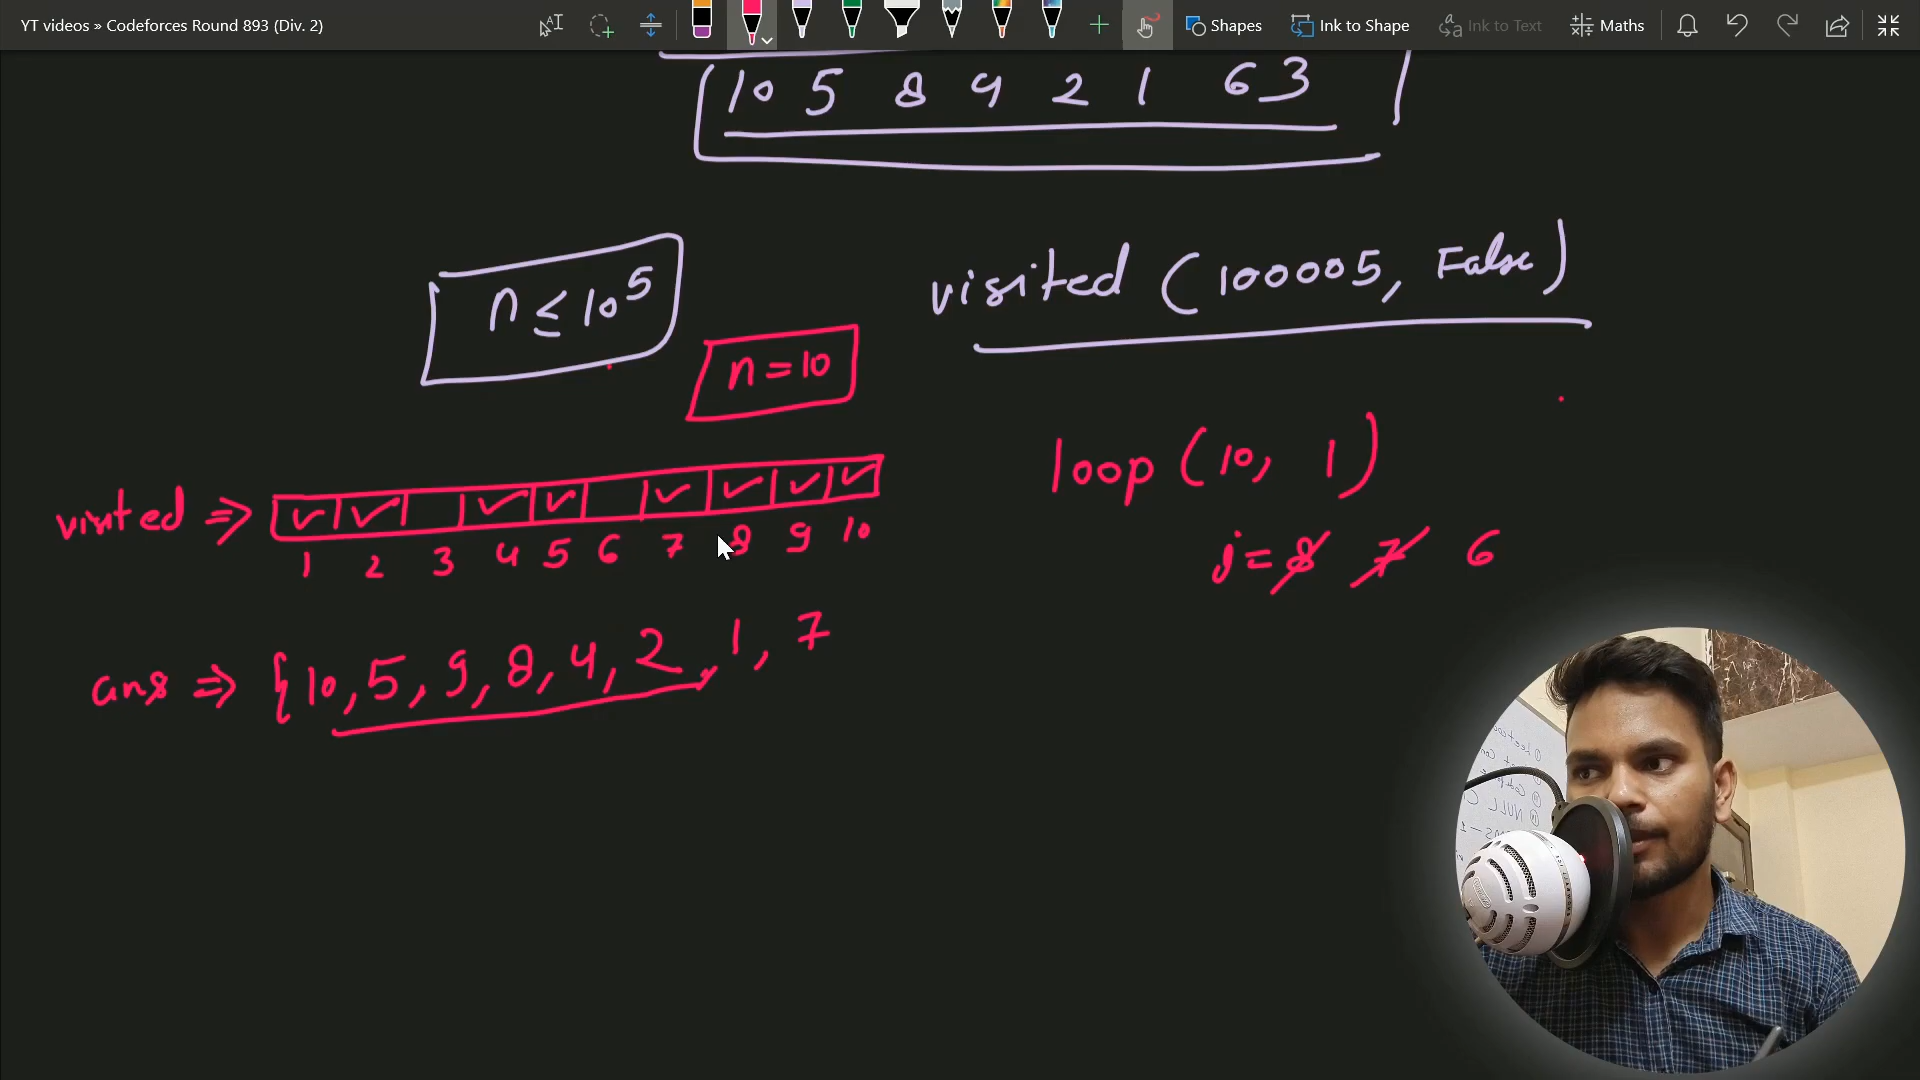 YT videos » Codeforces Round 893 (Div. 2)
Shapes Ink to Shape Ink to Text Maths
10 5 8 4 2 1 6 3
n ≤ 10^5
visited (100005, False)
n = 10
loop (10, 1)
visited ⇒ ✓ ✓ ✓ ✓ ✓ ✓ ✓ ✓
1 2 3 4 5 6 7 8 9 10
j = 8 7 6
ans ⇒ {10, 5, 9, 8, 4, 2, 1, 7